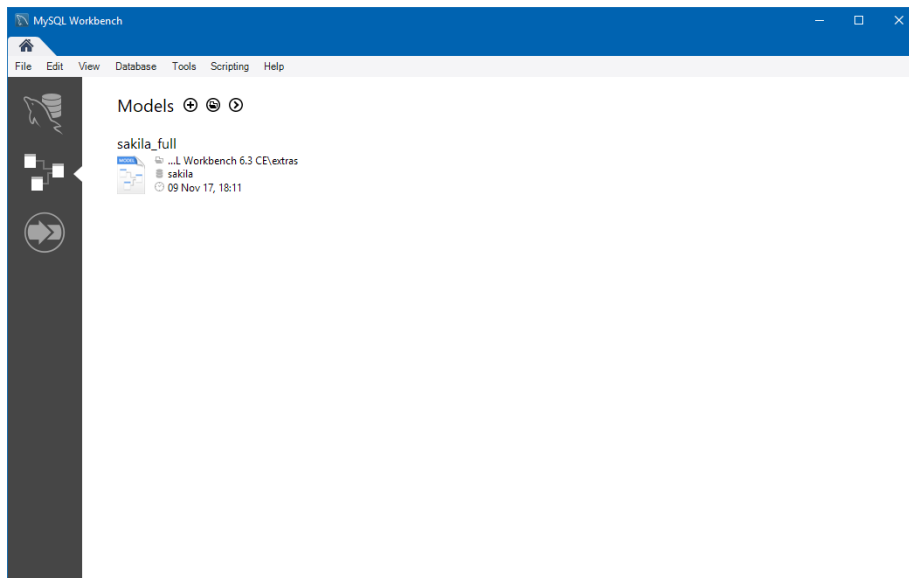 MySQL Workbench
File Edit View Database Tools Scripting Help
Models
sakila_full
MODEL
...L Workbench 6.3 CE\extras
sakila
09 Nov 17, 18:11